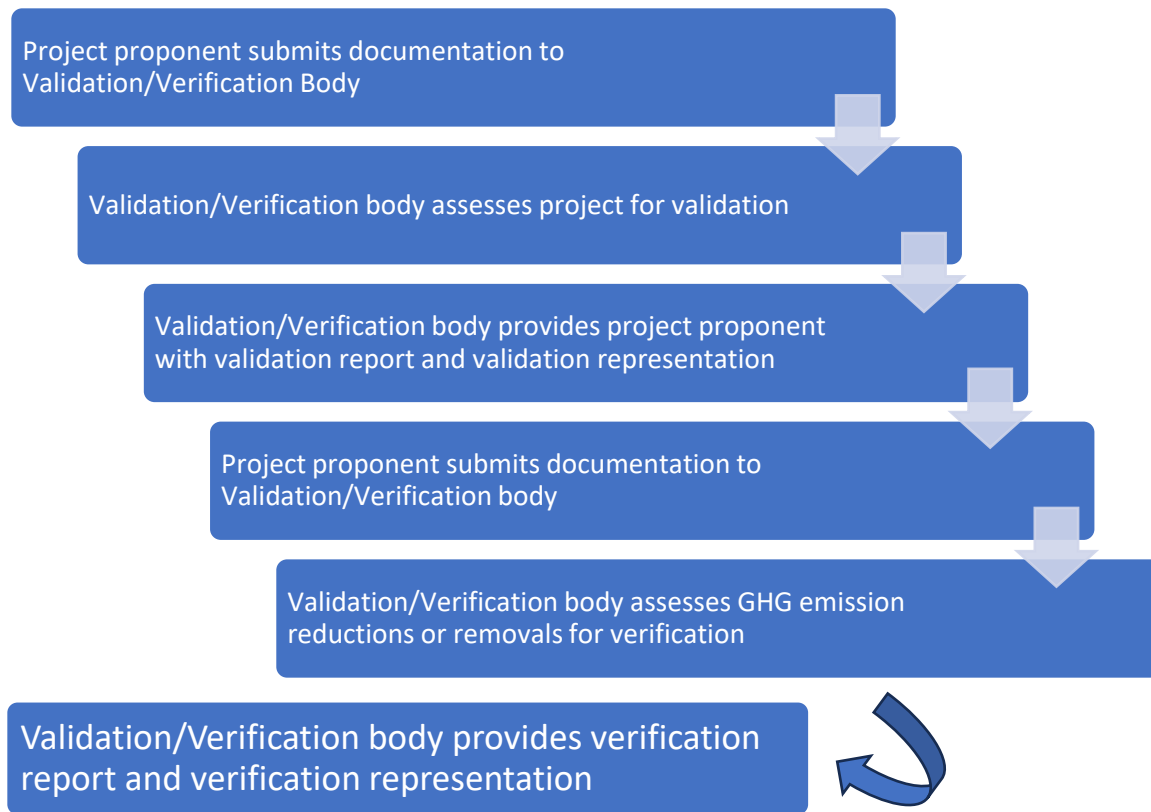 Project proponent submits documentation to
Validation/Verification Body
Validation/Verification body assesses project for validation
Validation/Verification body provides project proponent
with validation report and validation representation
Project proponent submits documentation to
Validation/Verification body
Validation/Verification body assesses GHG emission
reductions or removals for verification
Validation/Verification body provides verification
report and verification representation